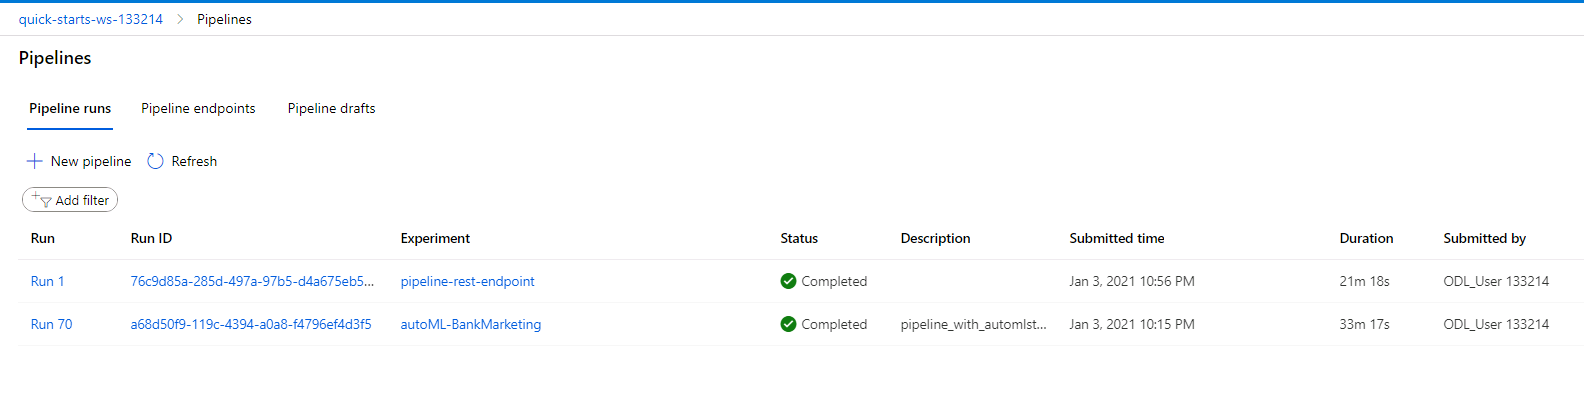 quick-starts-ws-133214 > Pipelines
Pipelines
Pipeline runs Pipeline endpoints Pipeline drafts
New pipeline Refresh
Add filter
Run Run ID Experiment Status Description Submitted time Duration Submitted by
Run 1 76c9d85a-285d-497a-97b5-d4a675eb5... pipeline-rest-endpoint Completed Jan 3, 2021 10:56 PM 21m 18s ODL_User 133214
Run 70 a68d50f9-119c-4394-a0a8-f4796ef4d3f5 autoML-BankMarketing Completed pipeline_with_automlst... Jan 3, 2021 10:15 PM 33m 17s ODL_User 133214